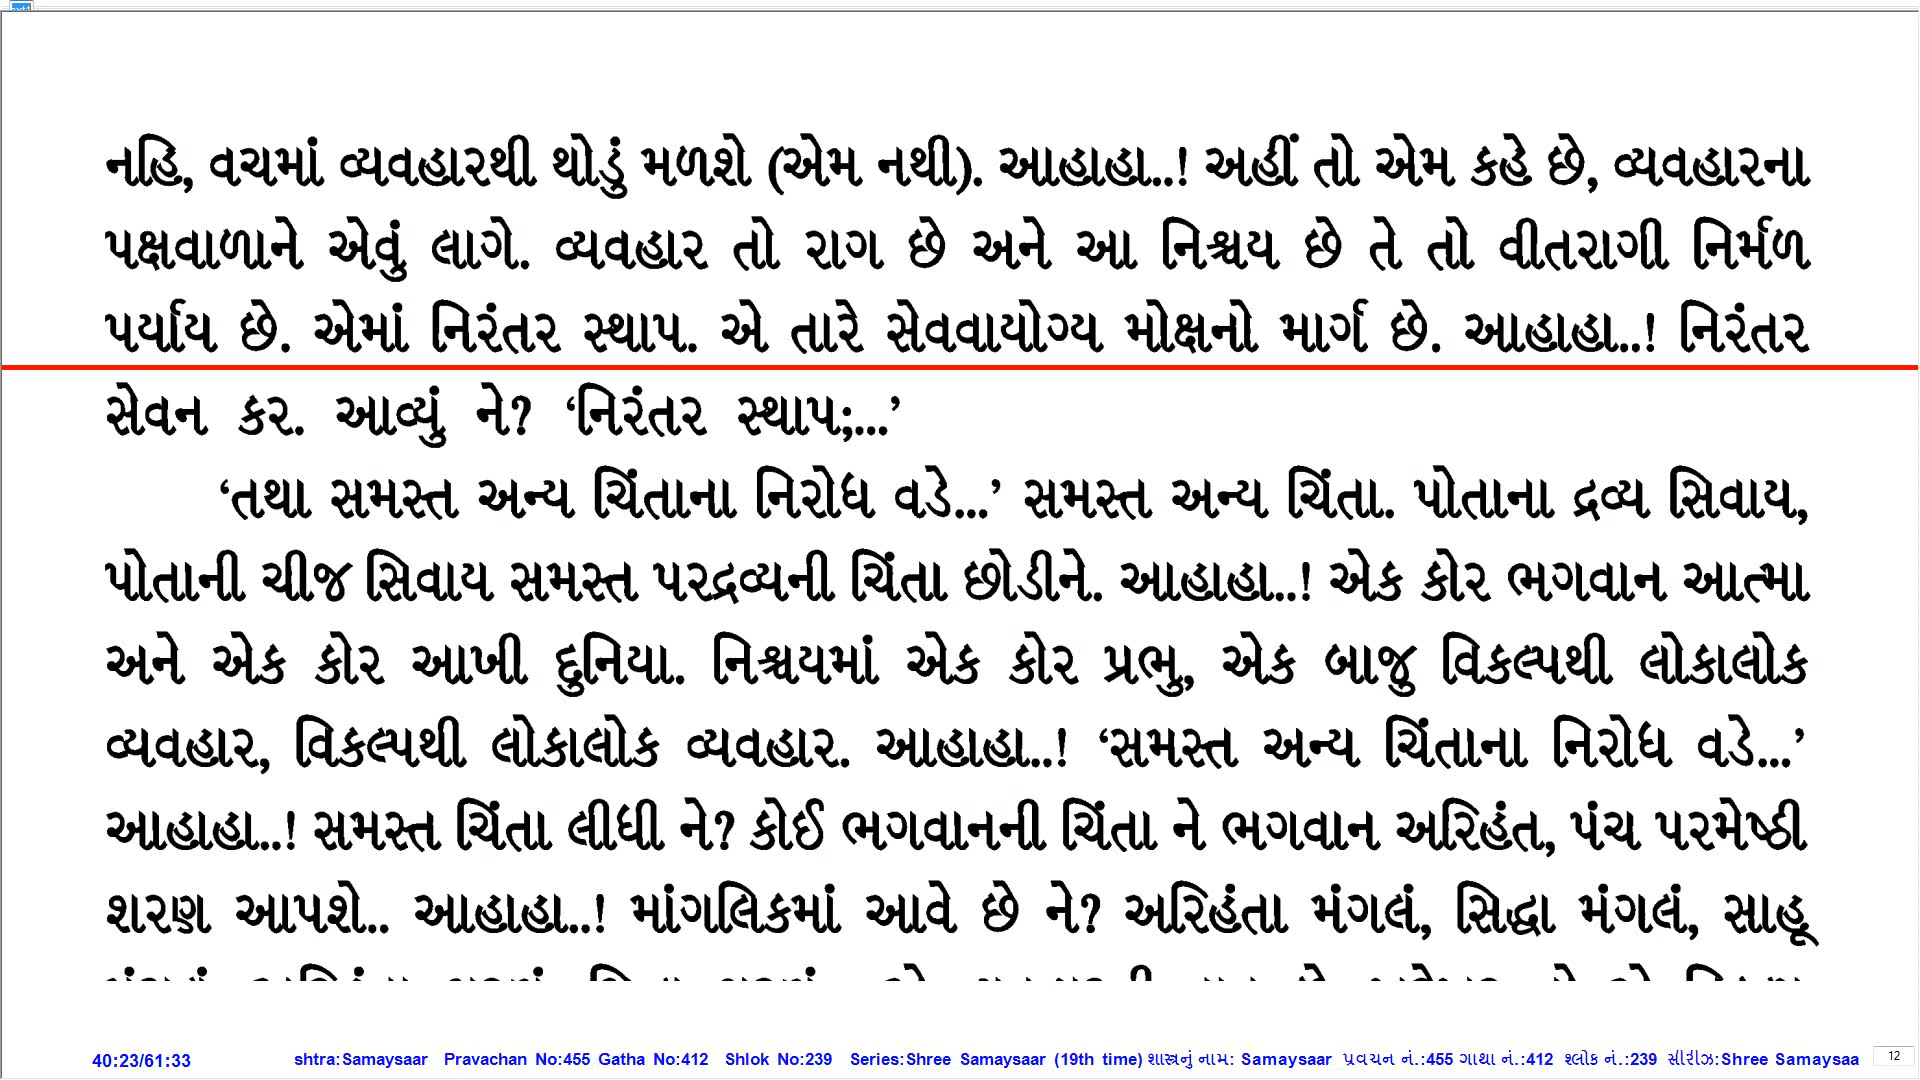 નહિ, વચમાં વ્યવહારથી થોડું મળશે (એમ નથી). આહાહા..! અહીં તો એમ કહે છે, વ્યવહારના
પક્ષવાળાને એવું લાગે. વ્યવહાર તો રાગ છે અને આ નિશ્ચય છે તે તો વીતરાગી નિર્મળ
પર્યાય છે. એમાં નિરંતર સ્થાપ. એ તારે સેવવાયોગ્ય મોક્ષનો માર્ગ છે. આહાહા..! નિરંતર
સેવન કર. આવ્યું ને? ‘નિરંતર સ્થાપ;...’
‘તથા સમસ્ત અન્ય ચિંતાના નિરોધ વડે...’ સમસ્ત અન્ય ચિંતા. પોતાના દ્રવ્ય સિવાય,
પોતાની ચીજ સિવાય સમસ્ત પરદ્રવ્યની ચિંતા છોડીને. આહાહા..! એક કોર ભગવાન આત્મા
અને એક કોર આખી દુનિયા. નિશ્ચયમાં એક કોર પ્રભુ, એક બાજુ વિકલ્પથી લોકાલોક
વ્યવહાર, વિકલ્પથી લોકાલોક વ્યવહાર. આહાહા..! ‘સમસ્ત અન્ય ચિંતાના નિરોધ વડે...’
આહાહા..! સમસ્ત ચિંતા લીધી ને? કોઈ ભગવાનની ચિંતા ને ભગવાન અરિહંત, પંચ પરમેષ્ઠી
શરણ આપશે.. આહાહા..! માંગલિકમાં આવે છે ને? અરિહંતા મંગલં, સિદ્ધા મંગલં, સાહૂ
40:23/61:33 shtra:Samaysaar Pravachan No:455 Gatha No:412 Shlok No:239 Series:Shree Samaysaar (19th time) શાસ્ત્રનું નામ: Samaysaar પ્રવચન નં.:455 ગાથા નં.:412 શ્લોક નં.:239 સીરીઝ:Shree Samaysaa 12